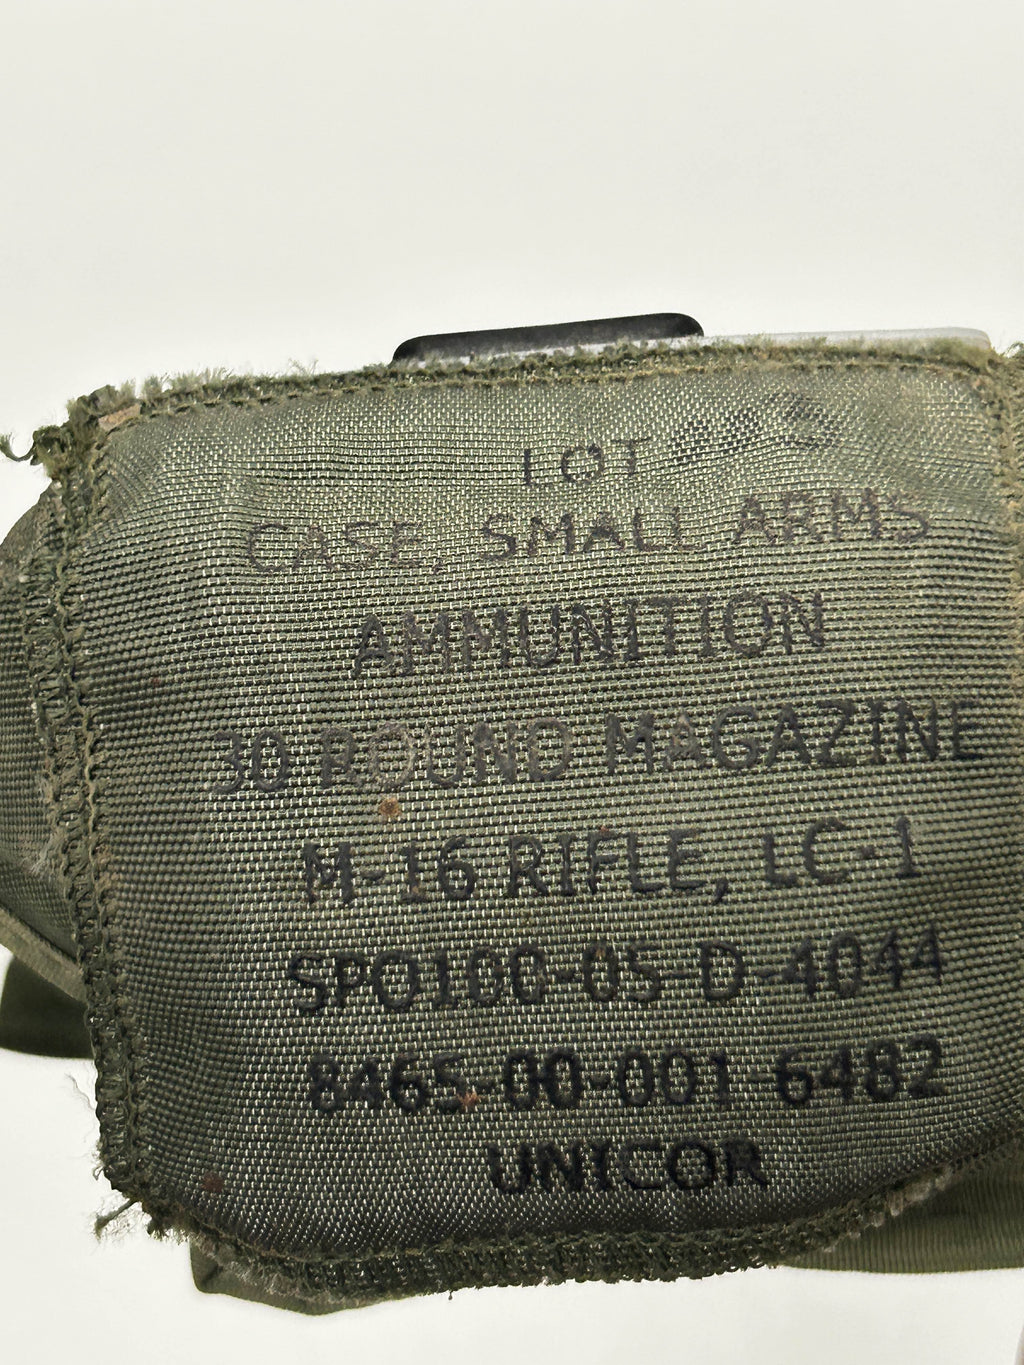 LOT
CASE, SMALL ARMS
AMMUNITION
30 ROUND MAGAZINE
M-16 RIFLE, LC-1
SPO100-05-D-4044
8465-00-001-6482
UNICOR